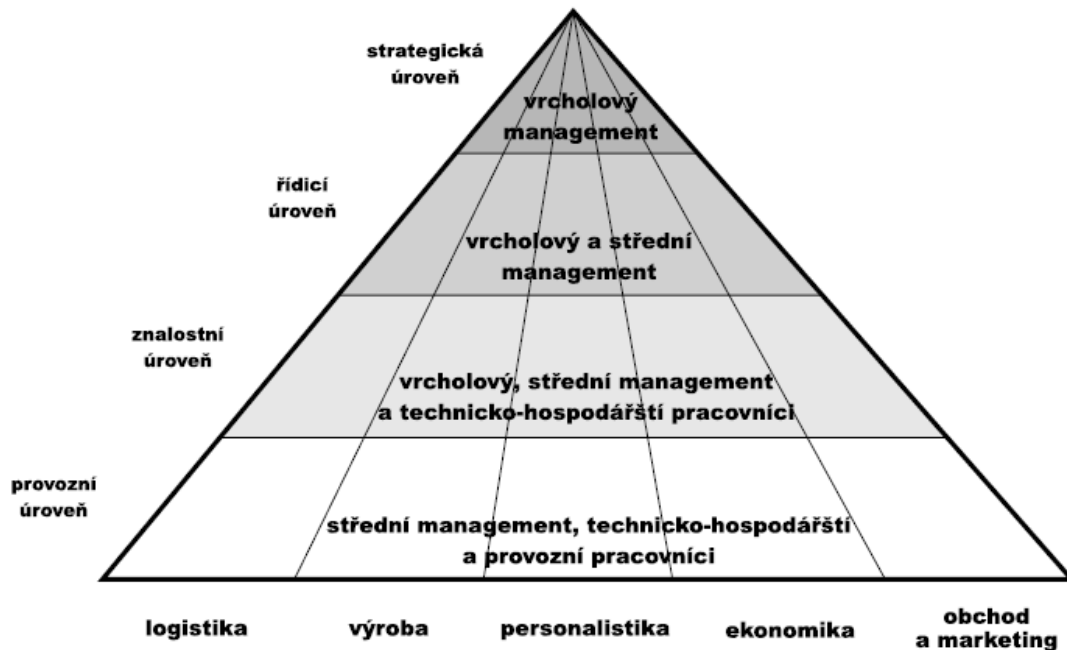 strategická
úroveň
vrcholový
management
řídicí
úroveň
vrcholový a střední
management
znalostní
úroveň
vrcholový, střední management
a technicko-hospodářští pracovníci
provozní
úroveň
střední management, technicko-hospodářští
a provozní pracovníci
logistika
výroba
personalistika
ekonomika
obchod
a marketing